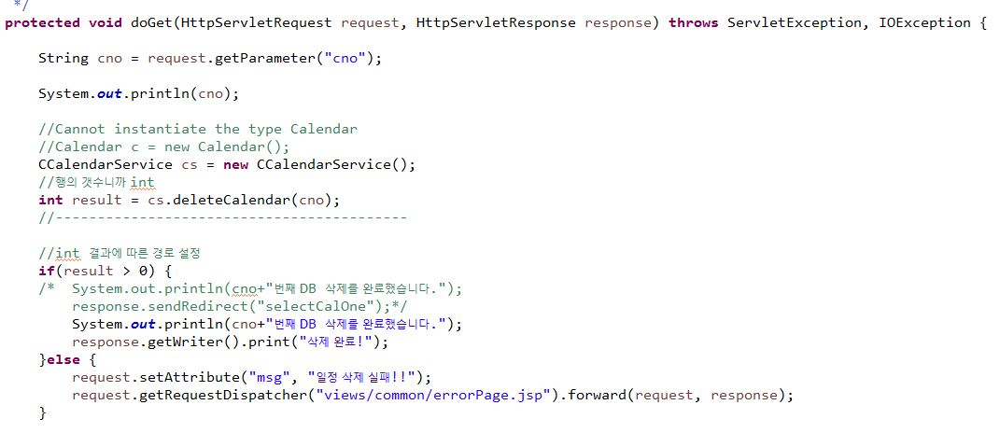 */
protected void doGet(HttpServletRequest request, HttpServletResponse response) throws ServletException, IOException {
String cno = request.getParameter("cno");
System.out.println(cno);
//Cannot instantiate the type Calendar
//Calendar c = new Calendar();
CCalendarService cs = new CCalendarService();
//행의 갯수니까 int
int result = cs.deleteCalendar(cno);
//------------------------------------------
//int 결과에 따른 경로 설정
if(result > 0) {
/* System.out.println(cno+"번째 DB 삭제를 완료했습니다.");
response.sendRedirect("selectCalOne");*/
System.out.println(cno+"번째 DB 삭제를 완료했습니다.");
response.getWriter().print("삭제 완료!");
}else {
request.setAttribute("msg", "일정 삭제 실패!!");
request.getRequestDispatcher("views/common/errorPage.jsp").forward(request, response);
}